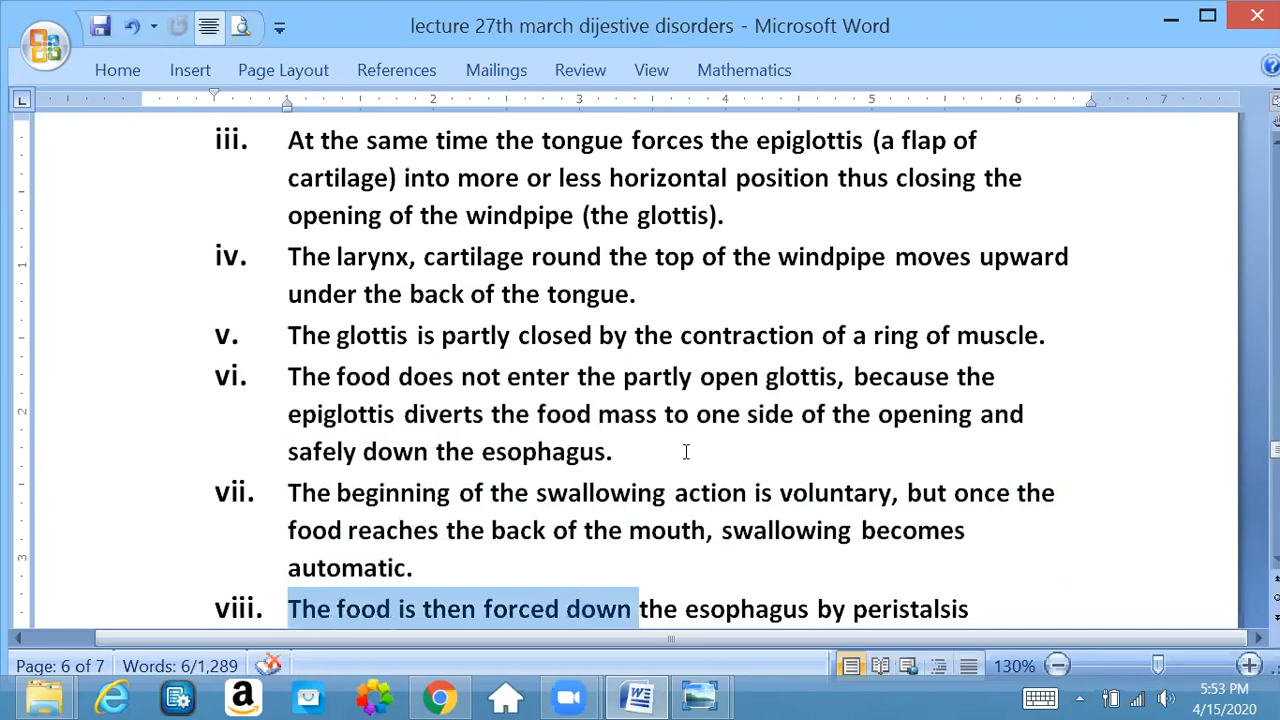 lecture 27th march dijestive disorders - Microsoft Word
Home Insert Page Layout References Mailings Review View Mathematics
1 2 3 4 5 6 7
iii. At the same time the tongue forces the epiglottis (a flap of
cartilage) into more or less horizontal position thus closing the
opening of the windpipe (the glottis).
iv. The larynx, cartilage round the top of the windpipe moves upward
under the back of the tongue.
v. The glottis is partly closed by the contraction of a ring of muscle.
vi. The food does not enter the partly open glottis, because the
epiglottis diverts the food mass to one side of the opening and
safely down the esophagus.
vii. The beginning of the swallowing action is voluntary, but once the
food reaches the back of the mouth, swallowing becomes
automatic.
viii. The food is then forced down the esophagus by peristalsis
Page: 6 of 7 Words: 6/1,289 130%
5:53 PM
4/15/2020